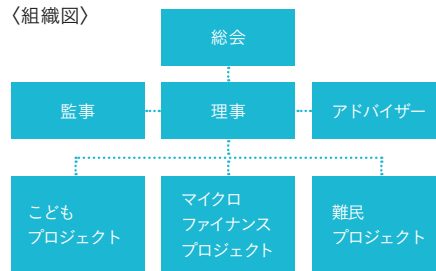 〈組織図〉
総会
監事
理事
アドバイザー
こども
プロジェクト
マイクロ
ファイナンス
プロジェクト
難民
プロジェクト